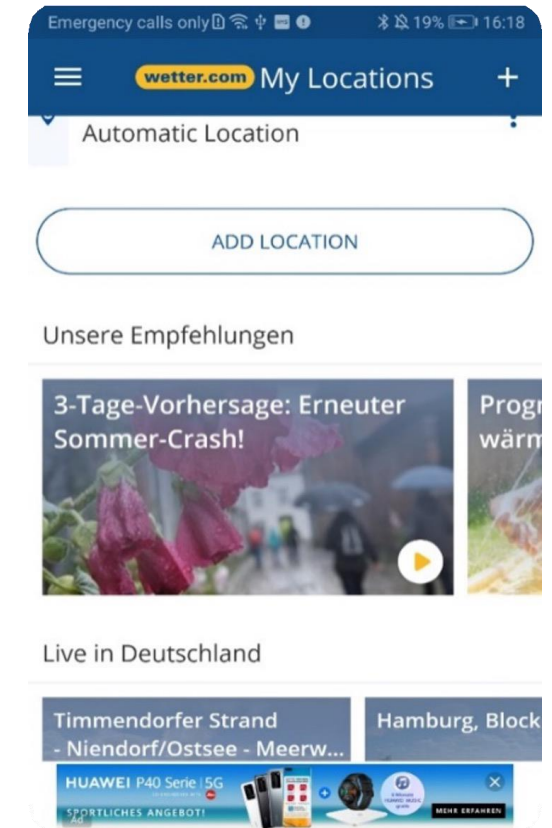 Emergency calls only 19% 16:18
wetter.com My Locations +
Automatic Location
ADD LOCATION
Unsere Empfehlungen
3-Tage-Vorhersage: Erneuter
Sommer-Crash!
Progr
wärm
Live in Deutschland
Timmendorfer Strand
- Niendorf/Ostsee - Meerw...
Hamburg, Block
HUAWEI P40 Serie | 5G
SPORTLICHES ANGEBOT!
HUAWEI MUSIC
MEHR ERFAHREN
Ad